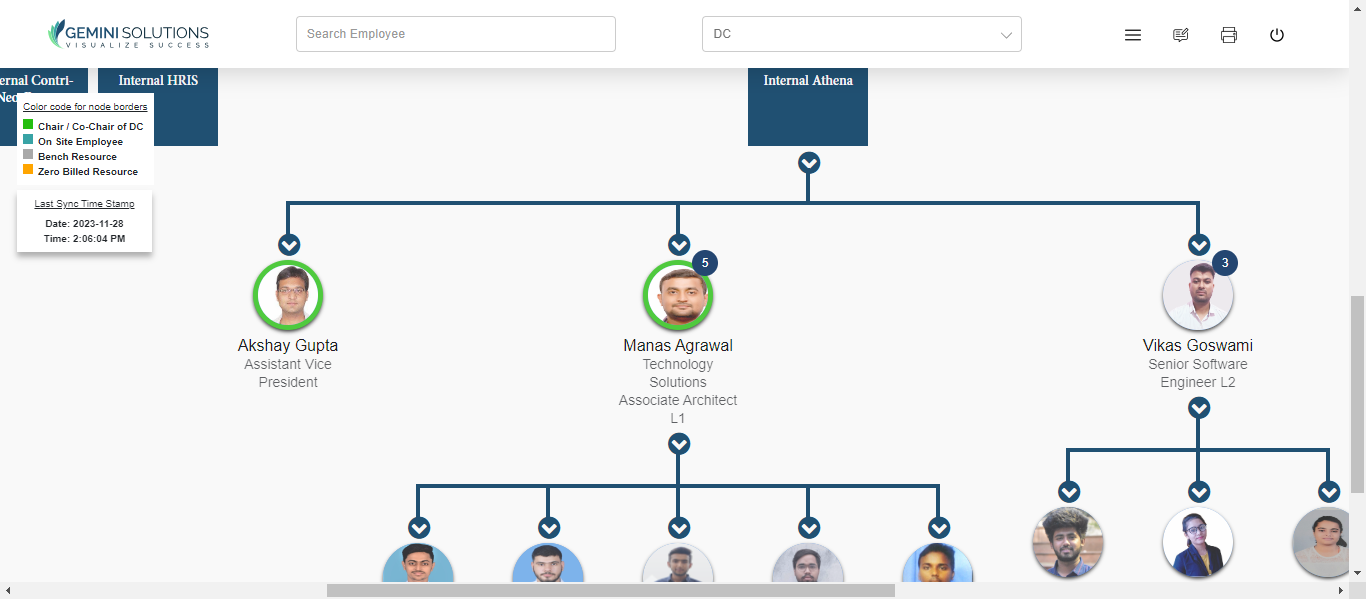 GEMINI SOLUTIONS
VISUALIZE SUCCESS
Search Employee
DC
ernal Contri-
Neo
Internal HRIS
Internal Athena
Color code for node borders
Chair / Co-Chair of DC
On Site Employee
Bench Resource
Zero Billed Resource
Last Sync Time Stamp
Date: 2023-11-28
Time: 2:06:04 PM
5
3
Akshay Gupta
Assistant Vice
President
Manas Agrawal
Technology
Solutions
Associate Architect
L1
Vikas Goswami
Senior Software
Engineer L2